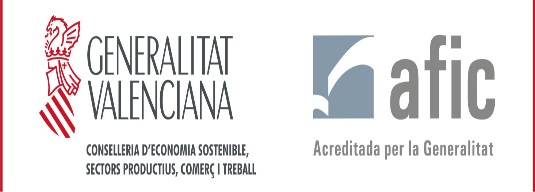 GENERALITAT
VALENCIANA
CONSELLERIA D'ECONOMIA SOSTENIBLE,
SECTORS PRODUCTIUS, COMERÇ I TREBALL
afic
Acreditada per la Generalitat